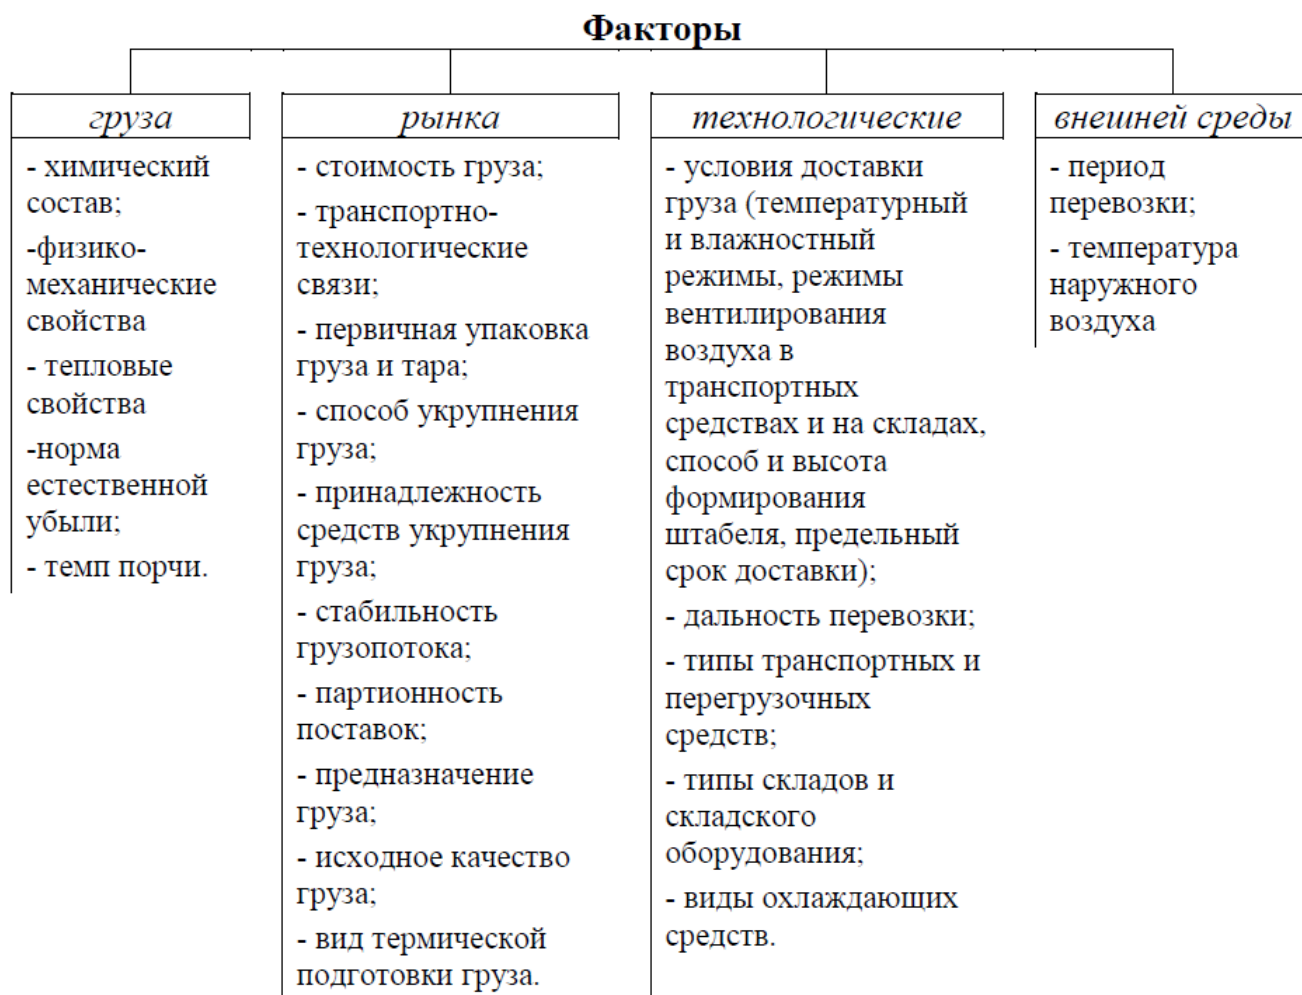 Факторы
груза
- химический
состав;
-физико-
механические
свойства
- тепловые
свойства
-норма
естественной
убыли;
- темп порчи.
рынка
- стоимость груза;
- транспортно-
технологические
связи;
- первичная упаковка
груза и тара;
- способ укрупнения
груза;
- принадлежность
средств укрупнения
груза;
- стабильность
грузопотока;
- партионность
поставок;
- предназначение
груза;
- исходное качество
груза;
- вид термической
подготовки груза.
технологические
- условия доставки
груза (температурный
и влажностный
режимы, режимы
вентилирования
воздуха в
транспортных
средствах и на складах,
способ и высота
формирования
штабеля, предельный
срок доставки);
- дальность перевозки;
- типы транспортных и
перегрузочных
средств;
- типы складов и
складского
оборудования;
- виды охлаждающих
средств.
внешней среды
- период
перевозки;
- температура
наружного
воздуха